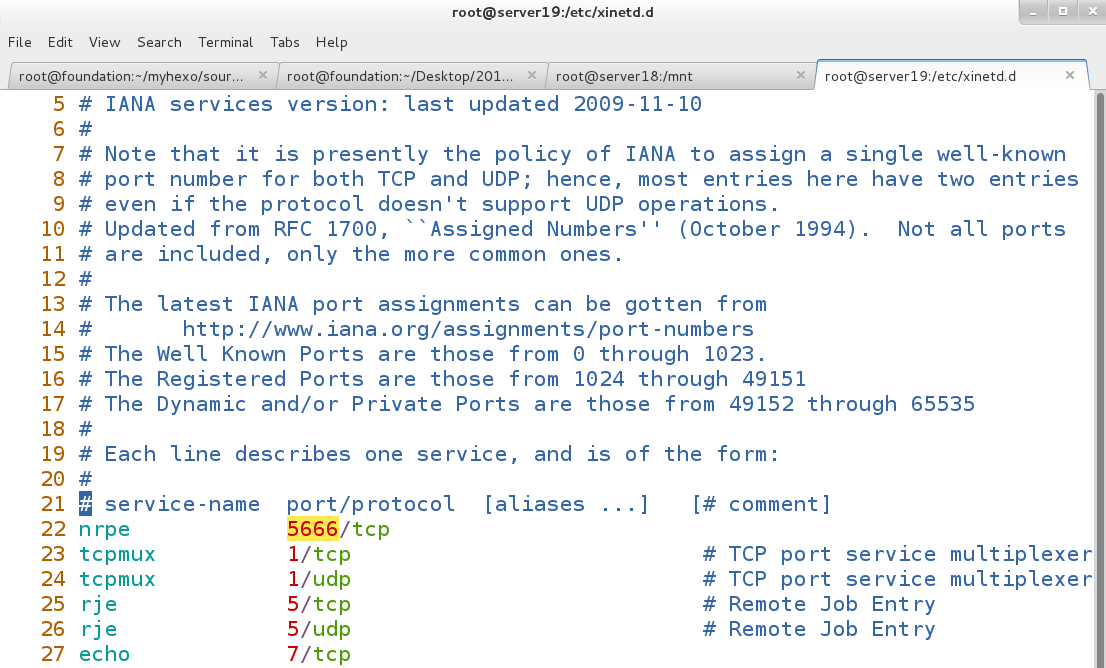 root@server19:/etc/xinetd.d
File Edit View Search Terminal Tabs Help
root@foundation:~/myhexo/sour... × root@foundation:~/Desktop/201... × root@server18:/mnt × root@server19:/etc/xinetd.d ×
5 # IANA services version: last updated 2009-11-10
6 #
7 # Note that it is presently the policy of IANA to assign a single well-known
8 # port number for both TCP and UDP; hence, most entries here have two entries
9 # even if the protocol doesn't support UDP operations.
10 # Updated from RFC 1700, ``Assigned Numbers'' (October 1994).  Not all ports
11 # are included, only the more common ones.
12 #
13 # The latest IANA port assignments can be gotten from
14 #       http://www.iana.org/assignments/port-numbers
15 # The Well Known Ports are those from 0 through 1023.
16 # The Registered Ports are those from 1024 through 49151
17 # The Dynamic and/or Private Ports are those from 49152 through 65535
18 #
19 # Each line describes one service, and is of the form:
20 #
21 # service-name  port/protocol  [aliases ...]   [# comment]
22 nrpe            5666/tcp
23 tcpmux          1/tcp                           # TCP port service multiplexer
24 tcpmux          1/udp                           # TCP port service multiplexer
25 rje             5/tcp                           # Remote Job Entry
26 rje             5/udp                           # Remote Job Entry
27 echo            7/tcp